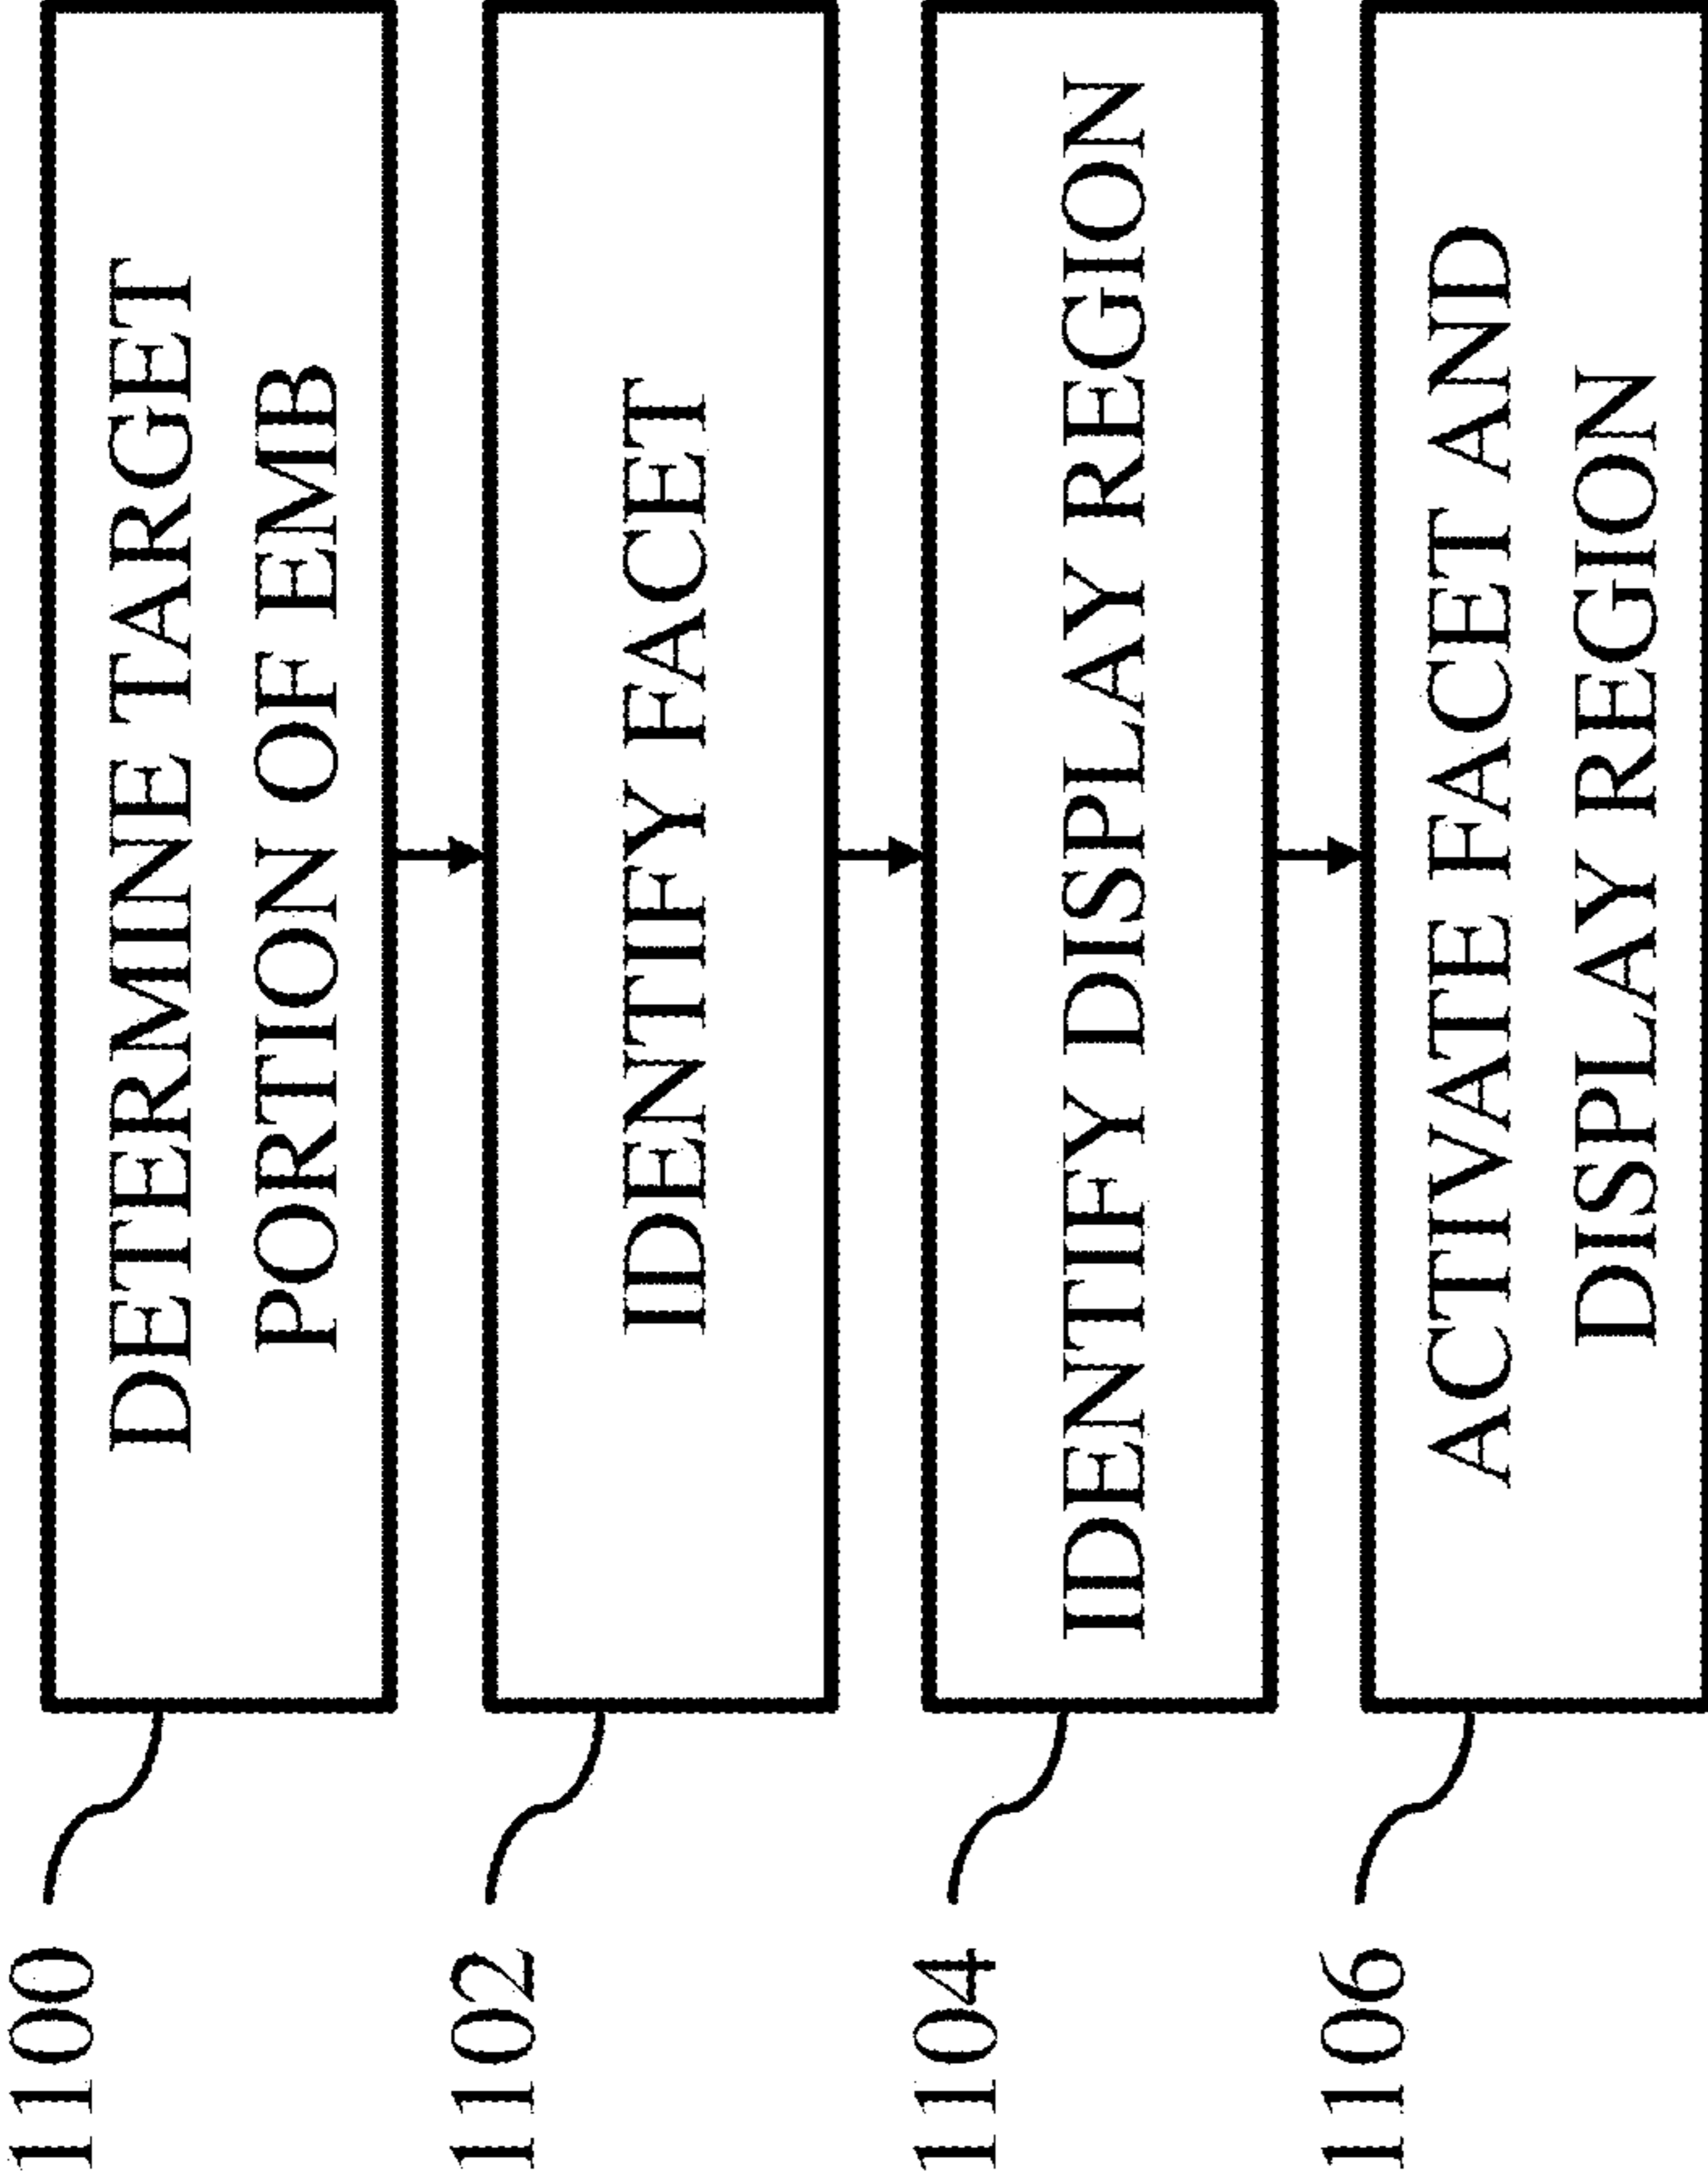 1100
DETERMINE TARGET
PORTION OF EMB
1102
IDENTIFY FACET
1104
IDENTIFY DISPLAY REGION
1106
ACTIVATE FACET AND
DISPLAY REGION